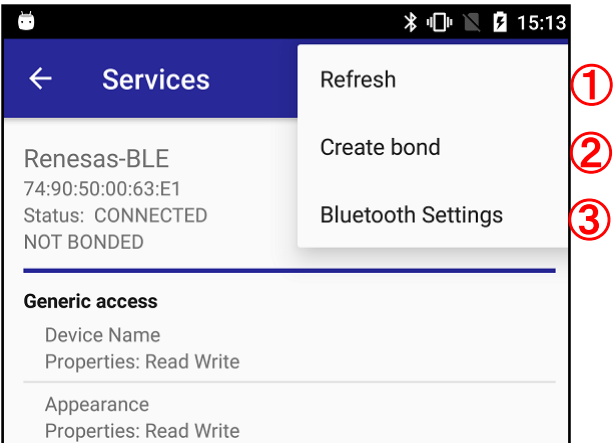 15:13
Services
Refresh ①
Create bond ②
Bluetooth Settings ③
Renesas-BLE
74:90:50:00:63:E1
Status: CONNECTED
NOT BONDED
Generic access
Device Name
Properties: Read Write
Appearance
Properties: Read Write